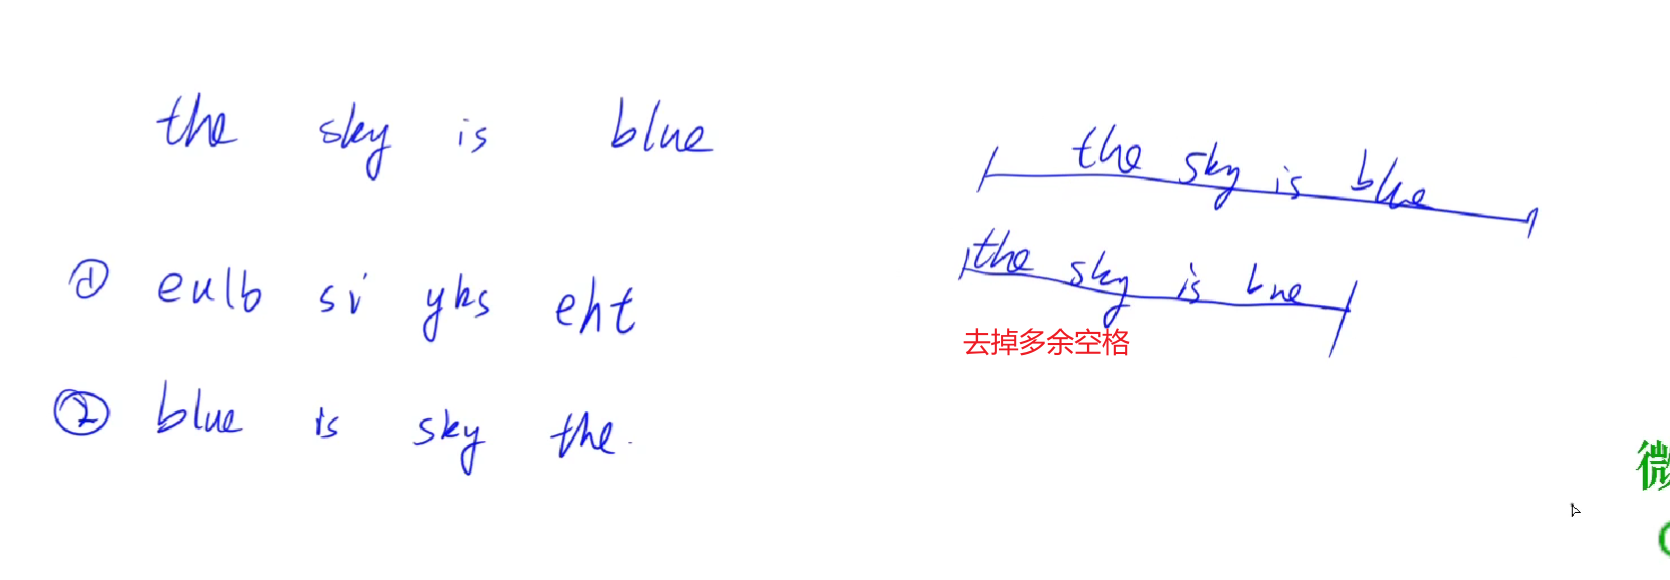 the sky is blue
① eulb si yks eht
② blue is sky the.
the sky is blue
the sky is bne
去掉多余空格
微